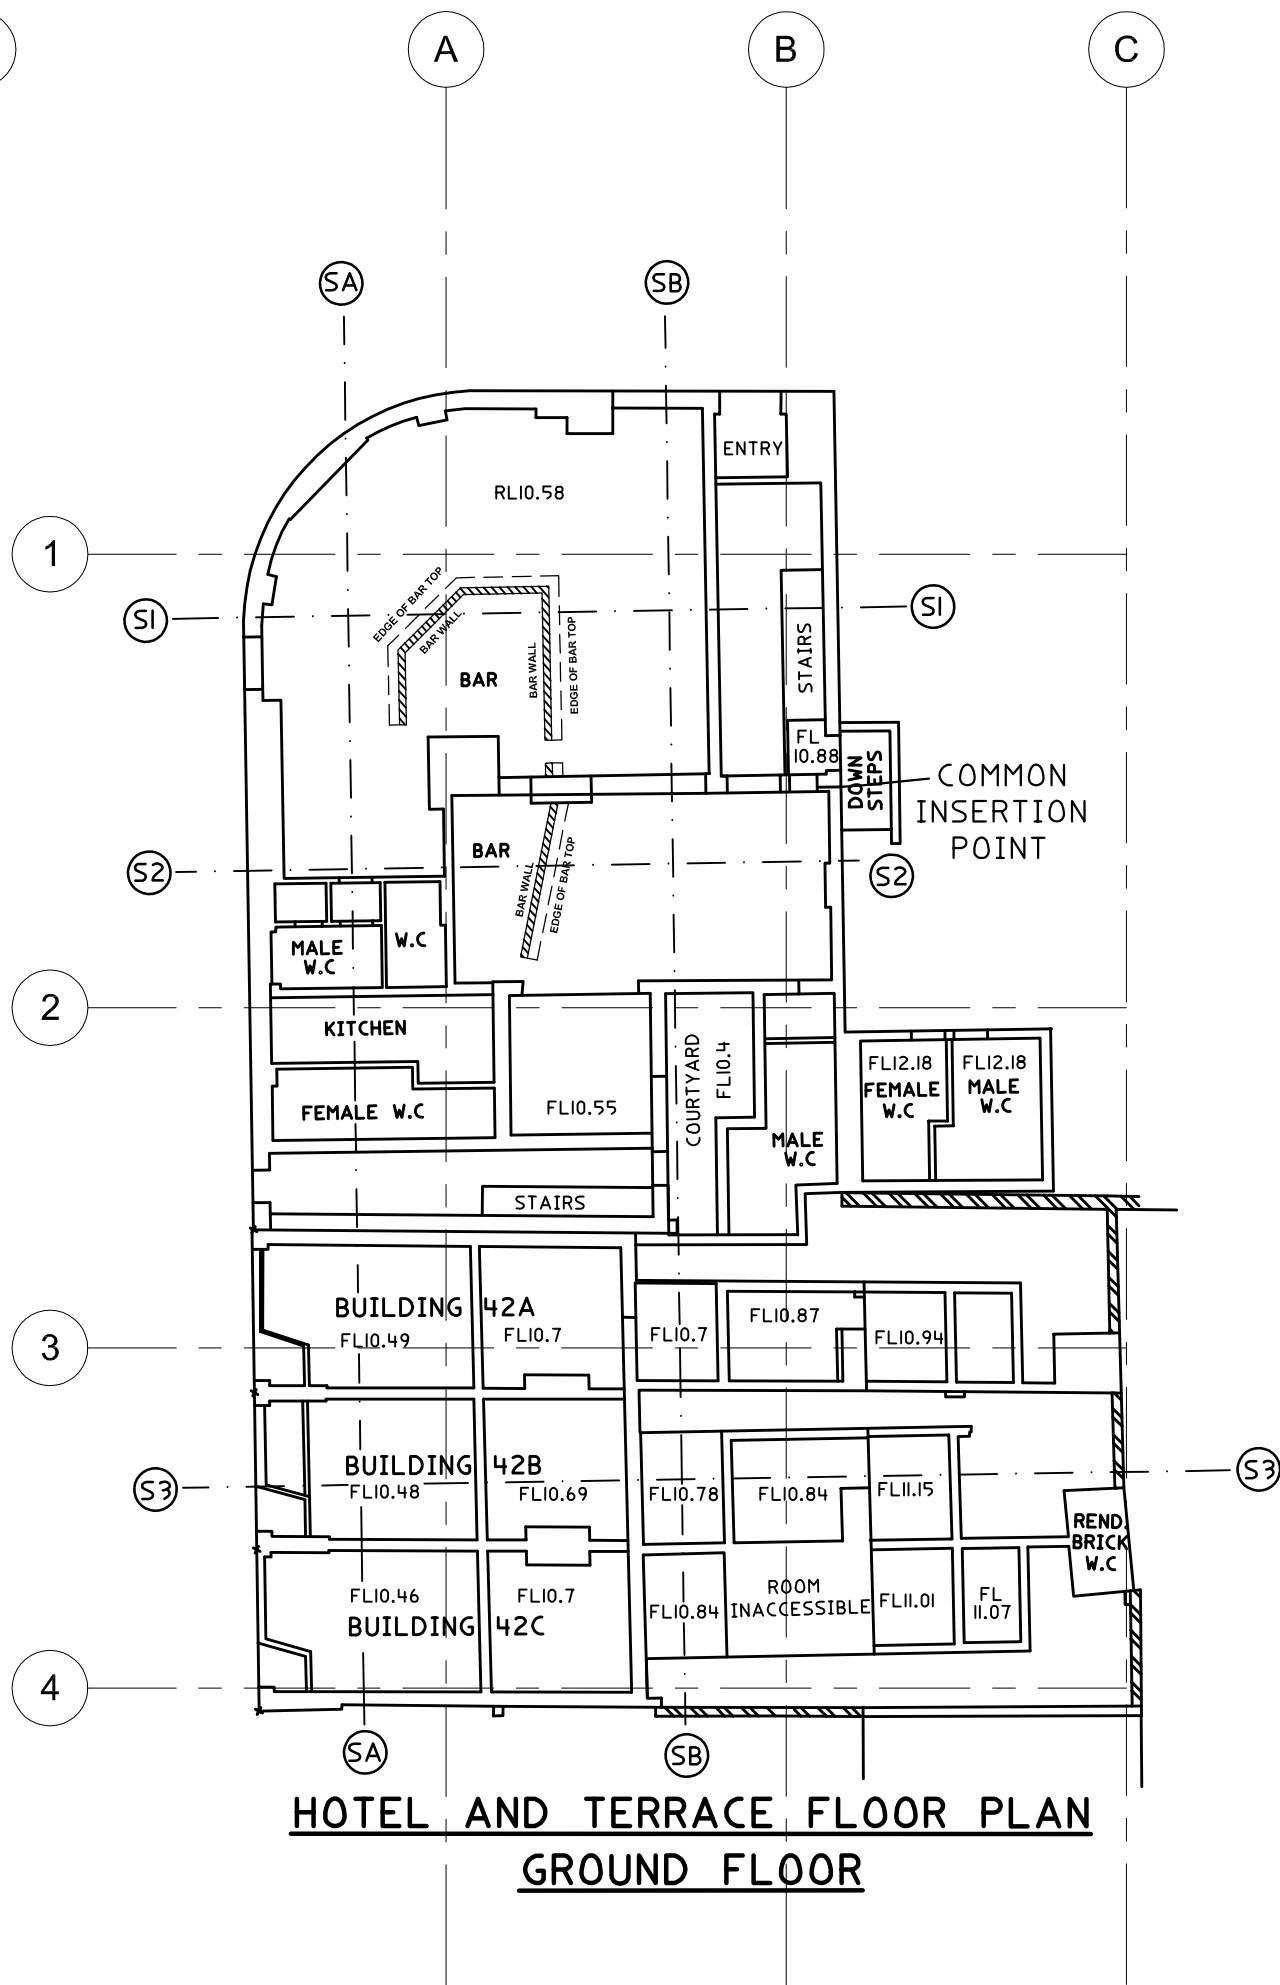 A
B
C
SA
SB
ENTRY
RL10.58
1
EDGE OF BAR TOP
BAR WALL
S1
S1
BAR WALL
EDGE OF BAR TOP
STAIRS
BAR
FL
10.88
DOWN
STEPS
COMMON
INSERTION
POINT
BAR
S2
S2
BAR WALL
EDGE OF BAR TOP
MALE
W.C
W.C
2
KITCHEN
COURTYARD
FL10.4
FL12.18
FEMALE
W.C
FL12.18
MALE
W.C
FEMALE W.C
FL10.55
MALE
W.C
STAIRS
BUILDING 42A
FL10.49
FL10.7
FL10.7
FL10.87
FL10.94
3
BUILDING 42B
FL10.48
FL10.69
FL10.78
FL10.84
FL11.15
S3
S3
REND.
BRICK
W.C
FL10.46
FL10.7
BUILDING 42C
FL10.84
ROOM
INACCESSIBLE
FL11.01
FL
11.07
4
SA
SB
HOTEL AND TERRACE FLOOR PLAN
GROUND FLOOR